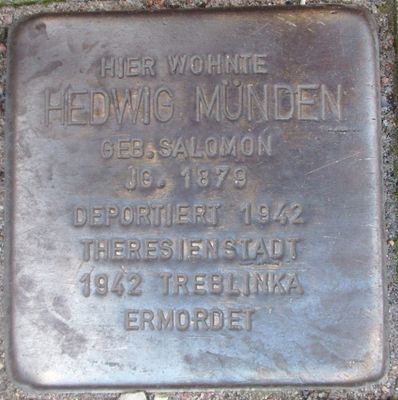 HIER WOHNTE
HEDWIG MÜNDEN
GEB. SALOMON
JG. 1879
DEPORTIERT 1942
THERESIENSTADT
1942 TREBLINKA
ERMORDET